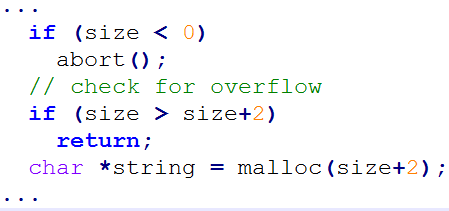 ...
if (size < 0)
abort();
// check for overflow
if (size > size+2)
return;
char *string = malloc(size+2);
...